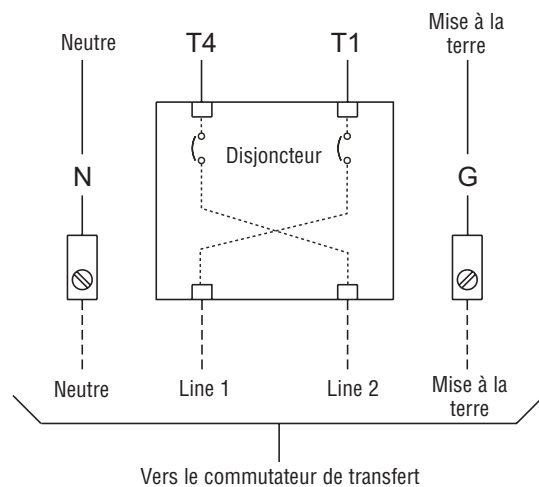 Neutre
T4
T1
Mise à la
terre
Disjoncteur
N
G
Neutre
Line 1
Line 2
Mise à la
terre
Vers le commutateur de transfert